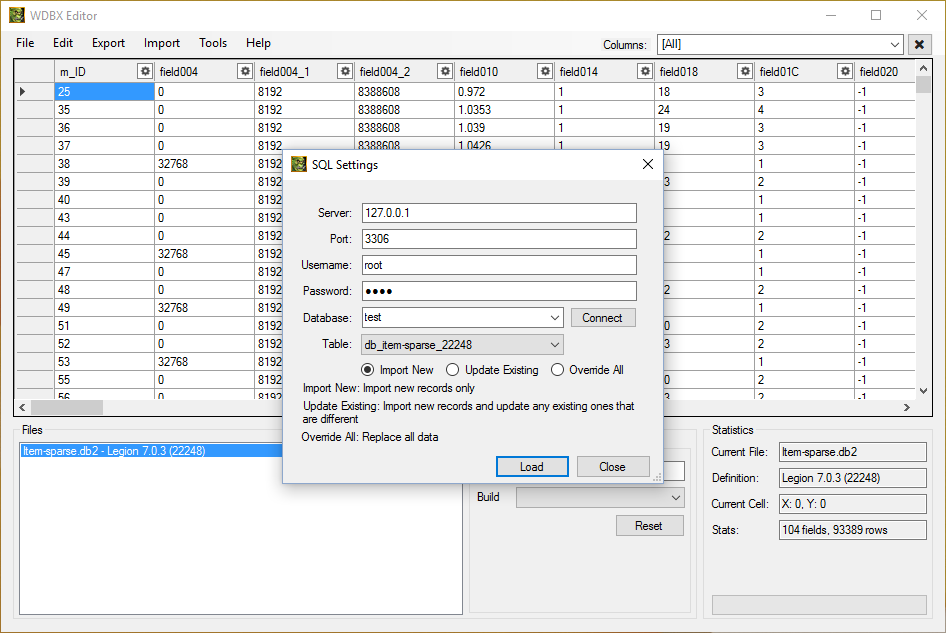 WDBX Editor
File Edit Export Import Tools Help Columns: [All]
m_ID field004 field004_1 field004_2 field010 field014 field018 field01C field020
25 0 8192 8388608 0.972 1 18 3 -1
35 0 8192 8388608 1.0353 1 24 4 -1
36 0 8192 8388608 1.039 1 19 3 -1
37 0 8192 8388608 1.0426 1 19 3 -1
38 32768 8192 1 -1
39 0 8192 3 2 -1
40 0 8192 1 -1
43 0 8192 1 -1
44 0 8192 2 2 -1
45 32768 8192 1 -1
47 0 8192 1 -1
48 0 8192 2 2 -1
49 32768 8192 1 -1
51 0 8192 0 2 -1
52 0 8192 3 2 -1
53 32768 8192 1 -1
55 0 8192 0 2 -1
56 0 8192 3 2 -1
SQL Settings
Server: 127.0.0.1
Port: 3306
Username: root
Password: ●●●●
Database: test Connect
Table: db_item-sparse_22248
Import New Update Existing Override All
Import New: Import new records only
Update Existing: Import new records and update any existing ones that
are different
Override All: Replace all data
Load Close
Files
Item-sparse.db2 - Legion 7.0.3 (22248)
Build
Reset
Statistics
Current File: Item-sparse.db2
Definition: Legion 7.0.3 (22248)
Current Cell: X: 0, Y: 0
Stats: 104 fields, 93389 rows